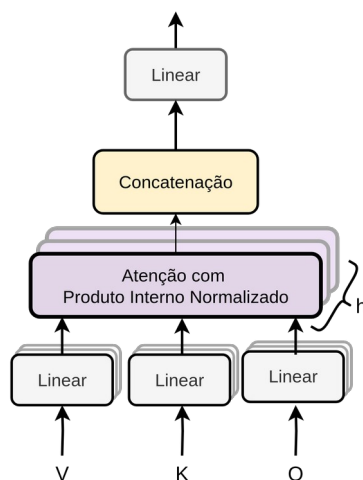 Linear
Concatenação
Atenção com
Produto Interno Normalizado
h
Linear Linear Linear
V K Q